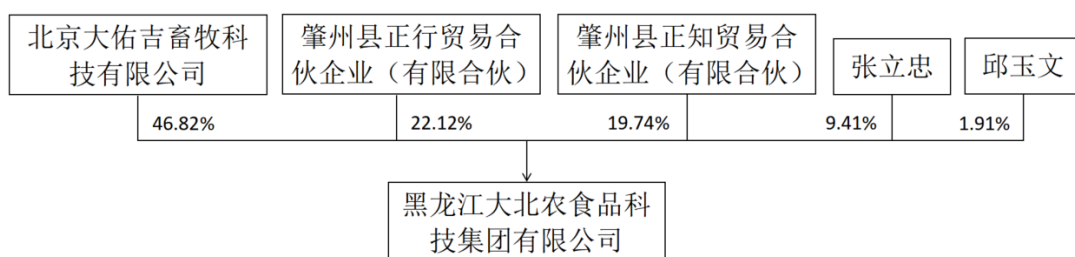 北京大佑吉畜牧科
技有限公司
肇州县正行贸易合
伙企业（有限合伙）
肇州县正知贸易合
伙企业（有限合伙）
张立忠
邱玉文
46.82%
22.12%
19.74%
9.41%
1.91%
黑龙江大北农食品科
技集团有限公司